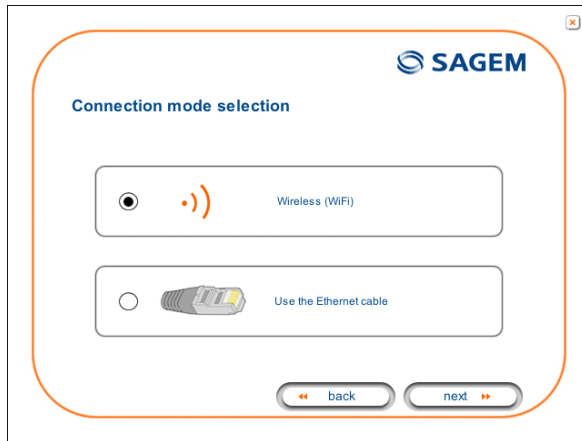 SAGEM
Connection mode selection
Wireless (WiFi)
Use the Ethernet cable
back
next